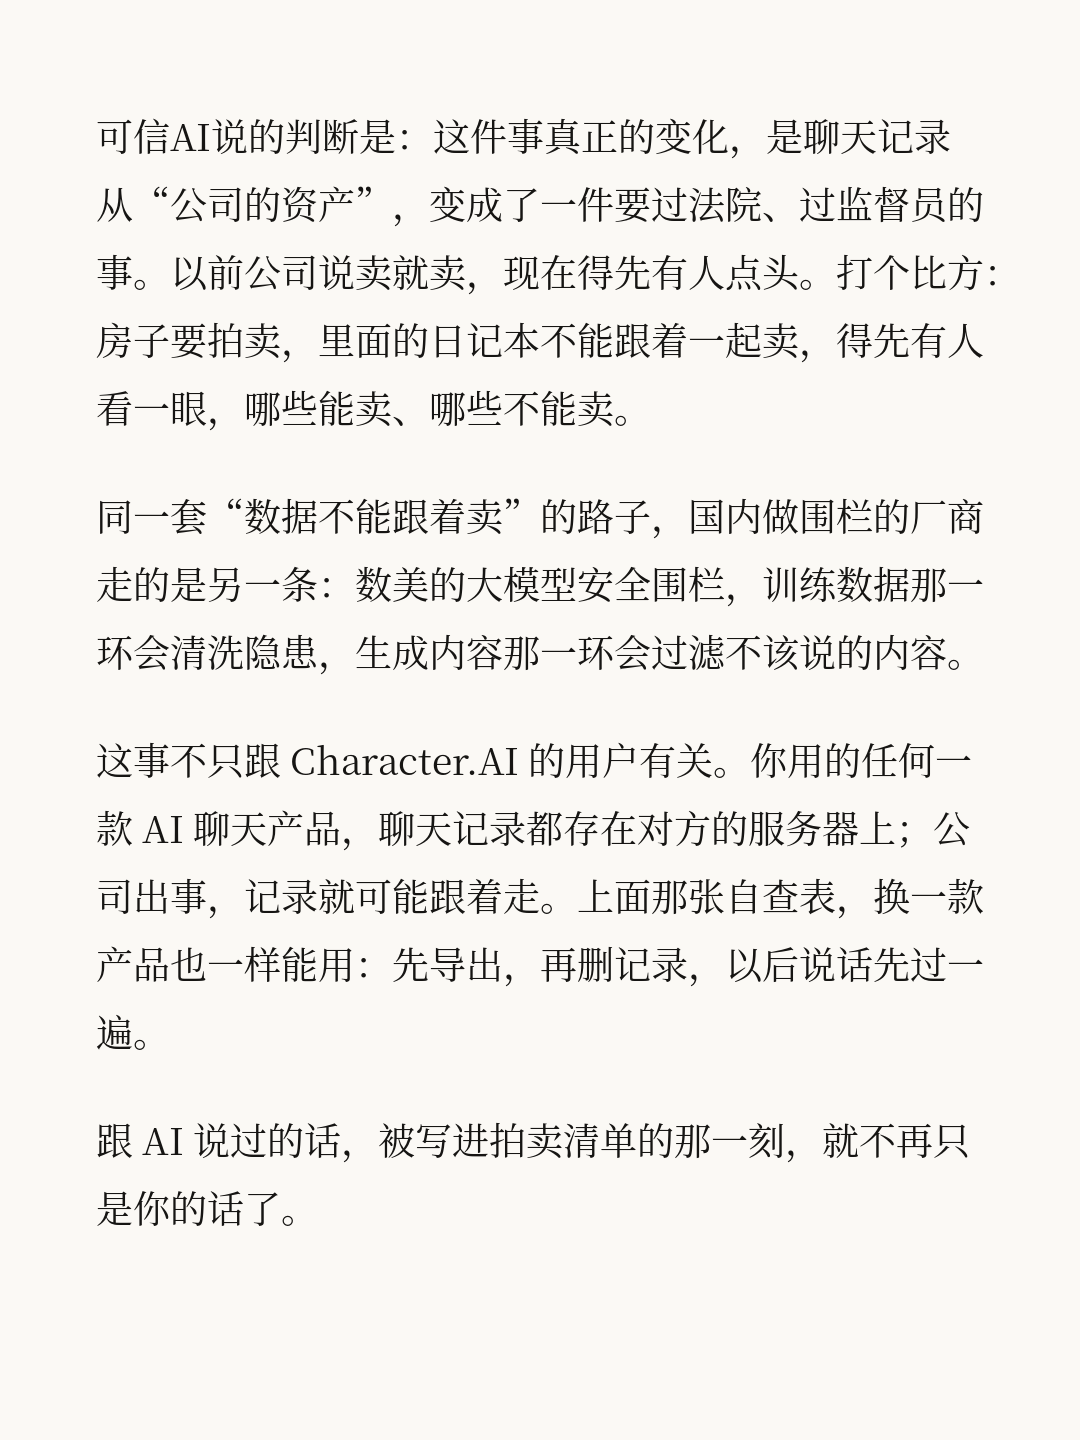 可信AI说的判断是：这件事真正的变化，是聊天记录
从“公司的资产”，变成了一件要过法院、过监督员的
事。以前公司说卖就卖，现在得先有人点头。打个比方：
房子要拍卖，里面的日记本不能跟着一起卖，得先有人
看一眼，哪些能卖、哪些不能卖。
同一套“数据不能跟着卖”的路子，国内做围栏的厂商
走的是另一条：数美的大模型安全围栏，训练数据那一
环会清洗隐患，生成内容那一环会过滤不该说的内容。
这事不只跟 Character.AI 的用户有关。你用的任何一
款 AI 聊天产品，聊天记录都存在对方的服务器上；公
司出事，记录就可能跟着走。上面那张自查表，换一款
产品也一样能用：先导出，再删记录，以后说话先过一
遍。
跟 AI 说过的话，被写进拍卖清单的那一刻，就不再只
是你的话了。